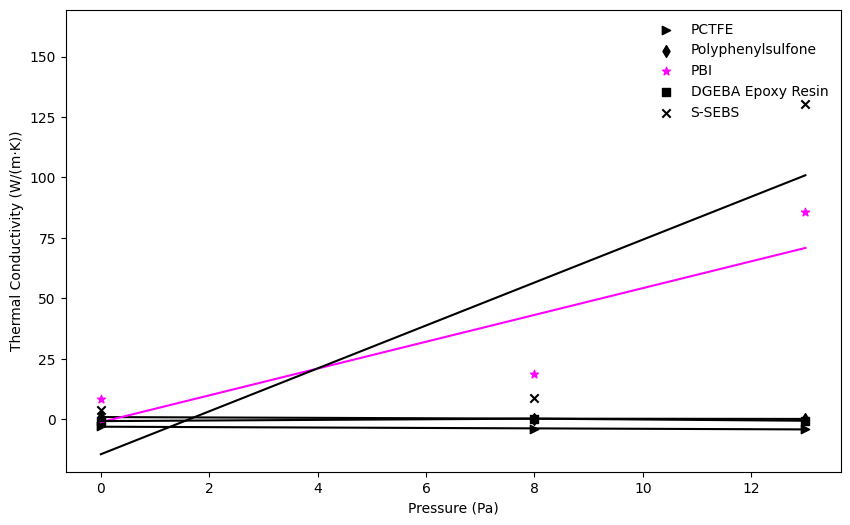 PCTFE
Polyphenylsulfone
PBI
DGEBA Epoxy Resin
S-SEBS
150
125
100
75
50
25
0
Thermal Conductivity (W/(m·K))
0 2 4 6 8 10 12
Pressure (Pa)